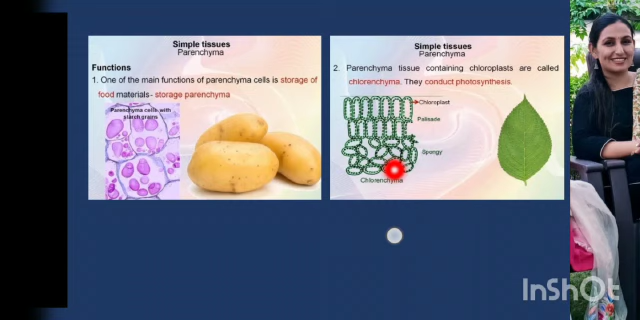 Simple tissues
Parenchyma
Functions
1. One of the main functions of parenchyma cells is storage of
food materials- storage parenchyma
Parenchyma cells with
starch grains
Simple tissues
Parenchyma
2. Parenchyma tissue containing chloroplasts are called
chlorenchyma. They conduct photosynthesis.
Chloroplast
Palisade
Spongy
Chlorenchyma
InShOt